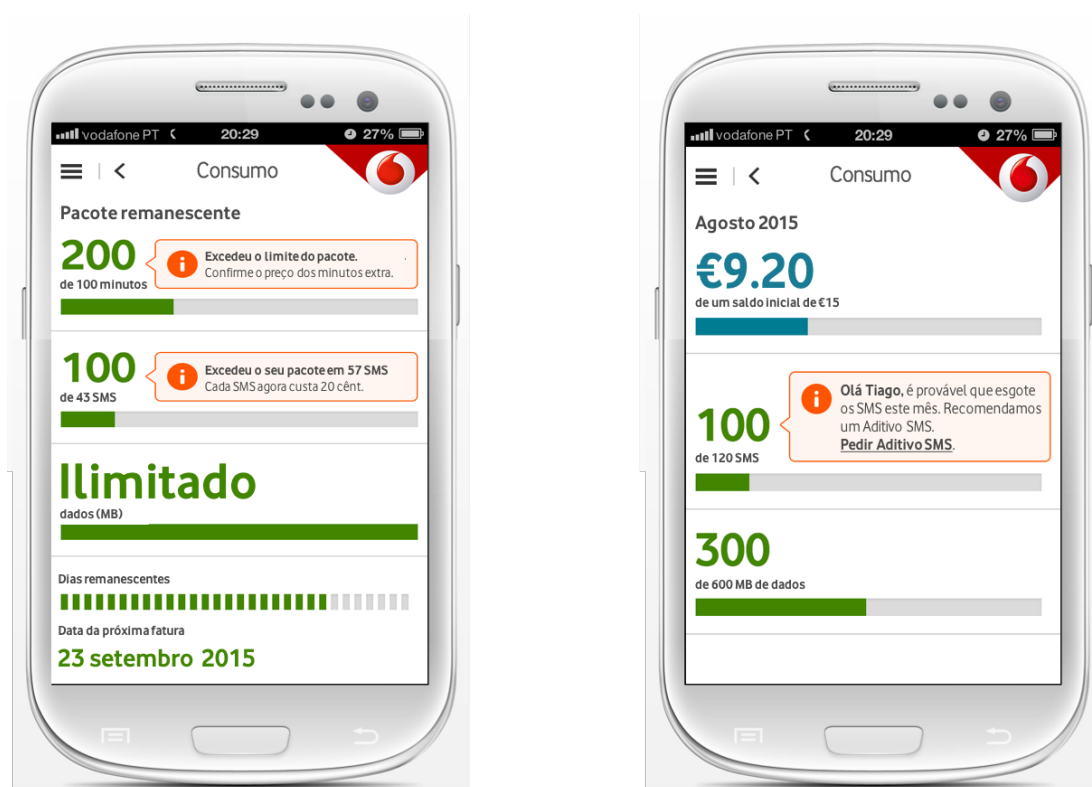 vodafone PT 20:29 27%
Consumo
Pacote remanescente
200
de 100 minutos
Excedeu o limite do pacote.
Confirme o preço dos minutos extra.
100
de 43 SMS
Excedeu o seu pacote em 57 SMS
Cada SMS agora custa 20 cênt.
Ilimitado
dados (MB)
Dias remanescentes
Data da próxima fatura
23 setembro 2015
vodafone PT 20:29 27%
Consumo
Agosto 2015
€9.20
de um saldo inicial de €15
100
de 120 SMS
Olá Tiago, é provável que esgote
os SMS este mês. Recomendamos
um Aditivo SMS.
Pedir Aditivo SMS.
300
de 600 MB de dados